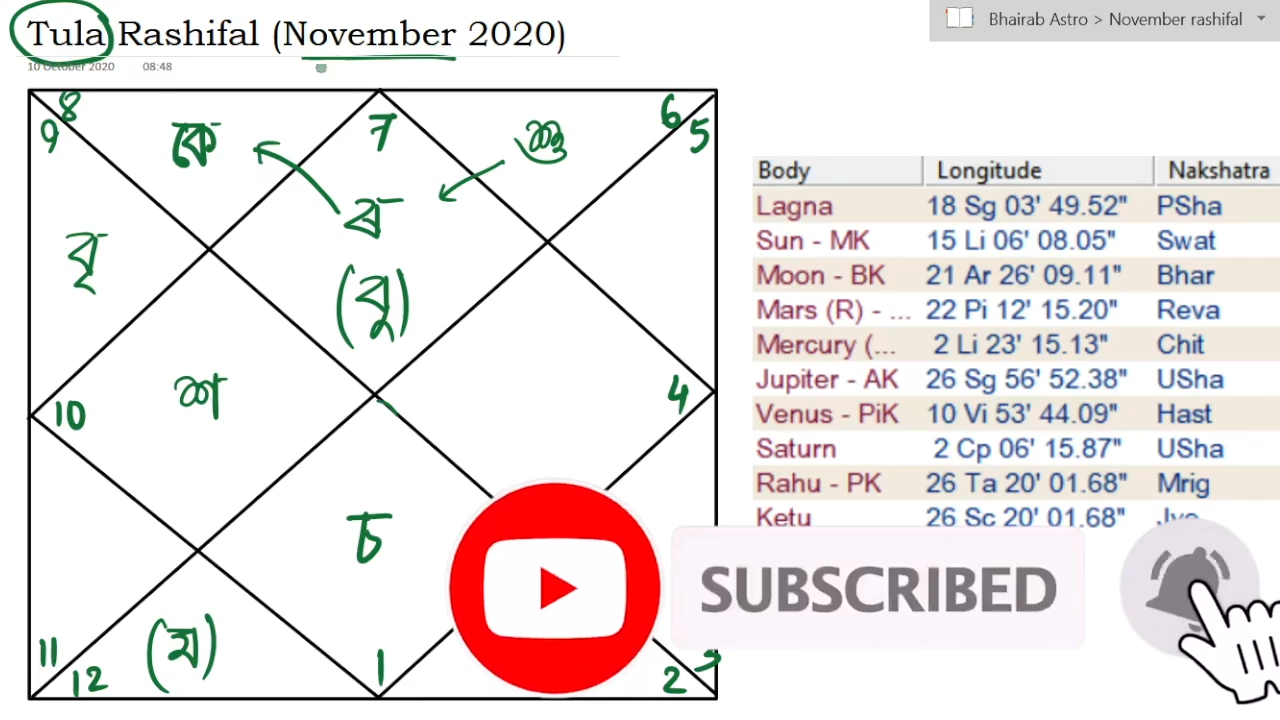 Tula Rashifal (November 2020)
Bhairab Astro > November rashifal
10 October 2020 08:48
8
9
কে
7
শু
6
5
র
বৃ
(বু)
10
শ
4
চ
11
12
(ম)
1
2
3
Body Longitude Nakshatra
Lagna 18 Sg 03' 49.52" PSha
Sun - MK 15 Li 06' 08.05" Swat
Moon - BK 21 Ar 26' 09.11" Bhar
Mars (R) - ... 22 Pi 12' 15.20" Reva
Mercury (... 2 Li 23' 15.13" Chit
Jupiter - AK 26 Sg 56' 52.38" USha
Venus - PiK 10 Vi 53' 44.09" Hast
Saturn 2 Cp 06' 15.87" USha
Rahu - PK 26 Ta 20' 01.68" Mrig
Ketu 26 Sc 20' 01.68"
SUBSCRIBED